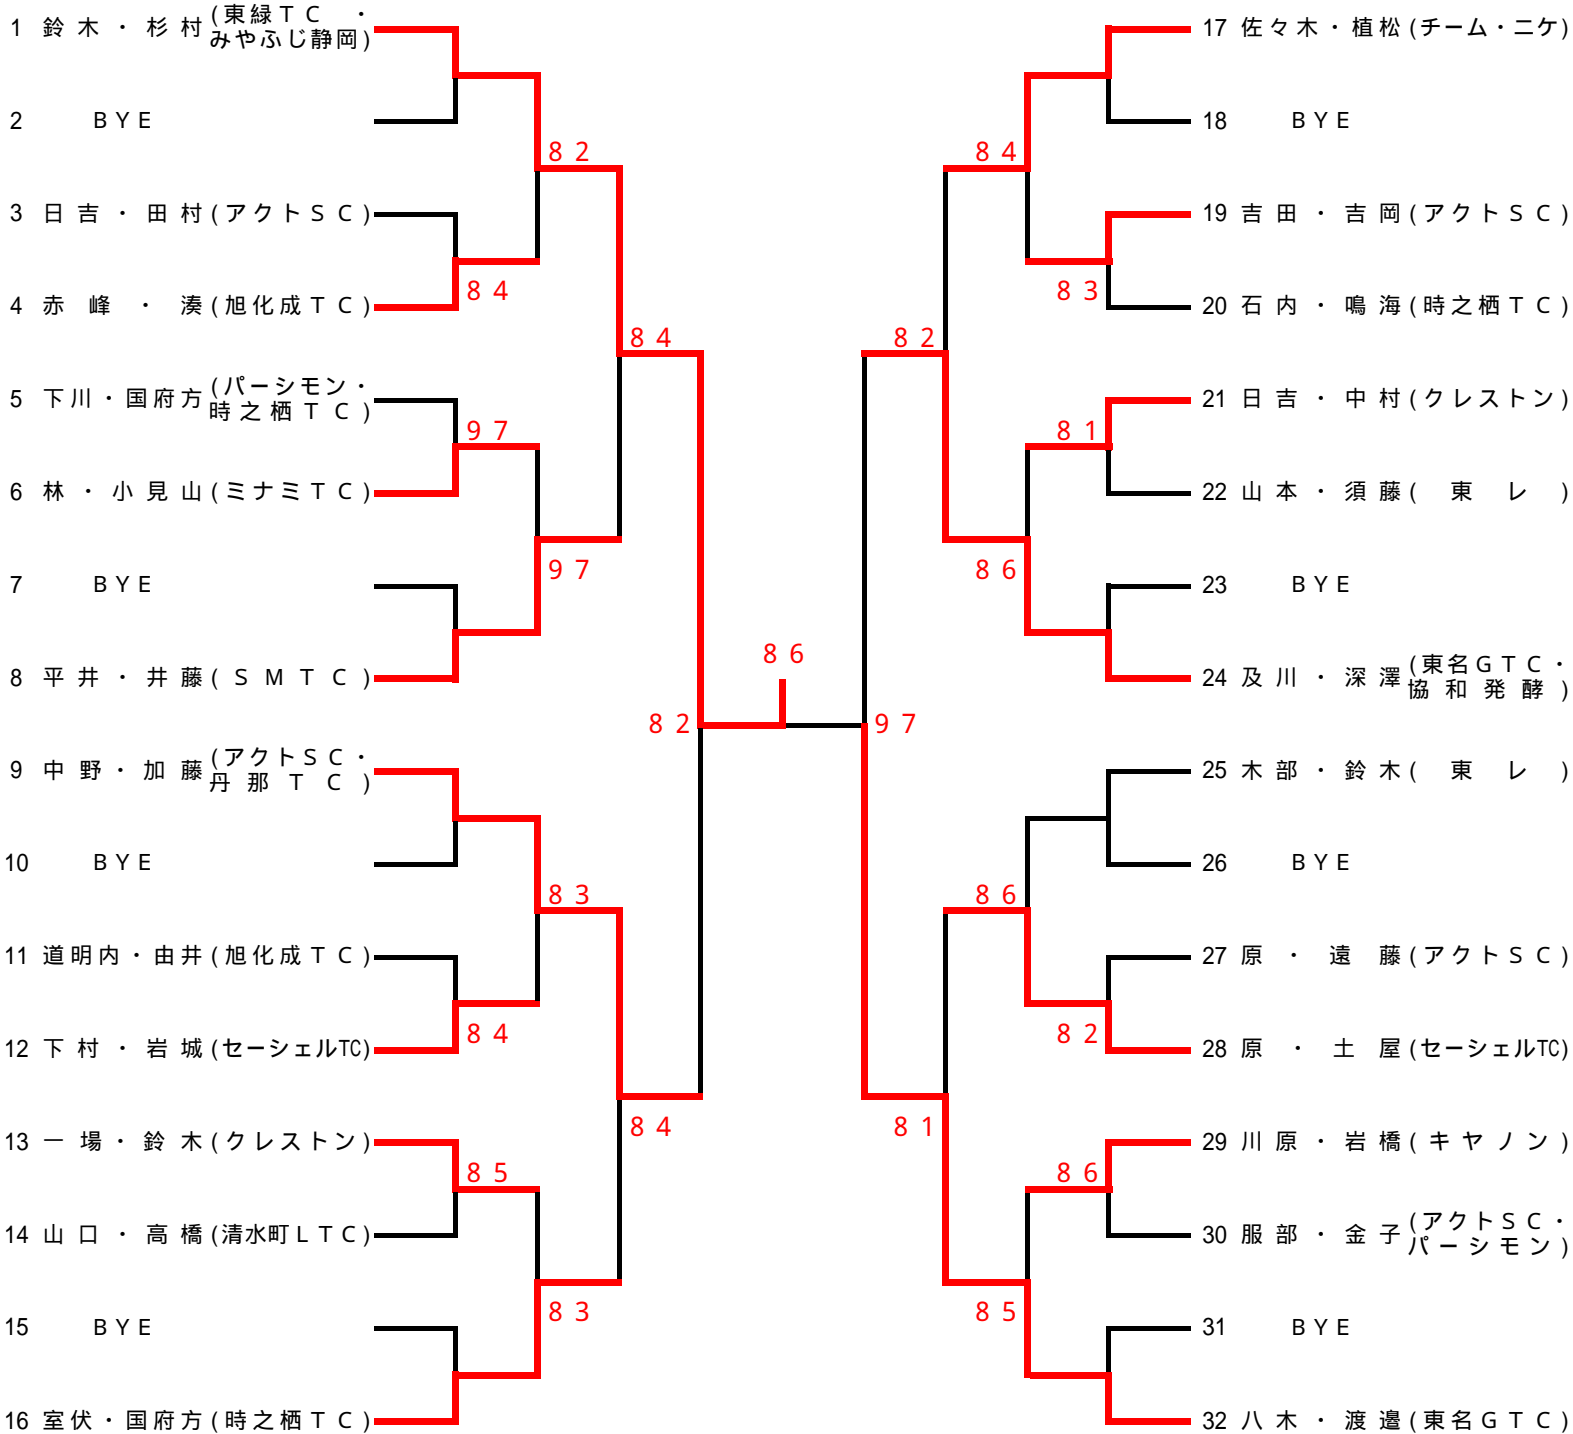 1 鈴木・杉村 (東緑TC・
みやふじ静岡)
2 BYE
3 日吉・田村 (アクトSC)
4 赤峰・湊 (旭化成TC)
5 下川・国府方 (パーシモン・
時之栖TC)
6 林・小見山 (ミナミTC)
7 BYE
8 平井・井藤 (SMTC)
9 中野・加藤 (アクトSC・
丹那TC)
10 BYE
11 道明内・由井 (旭化成TC)
12 下村・岩城 (セーシェルTC)
13 一場・鈴木 (クレストン)
14 山口・高橋 (清水町LTC)
15 BYE
16 室伏・国府方 (時之栖TC)
84
97
84
85
82
97
83
83
84
84
82
86
97
82
81
84
86
86
85
83
81
82
86
17 佐々木・植松 (チーム・ニケ)
18 BYE
19 吉田・吉岡 (アクトSC)
20 石内・鳴海 (時之栖TC)
21 日吉・中村 (クレストン)
22 山本・須藤 (東レ)
23 BYE
24 及川・深澤 (東名GTC・
協和発酵)
25 木部・鈴木 (東レ)
26 BYE
27 原・遠藤 (アクトSC)
28 原・土屋 (セーシェルTC)
29 川原・岩橋 (キヤノン)
30 服部・金子 (アクトSC・
パーシモン)
31 BYE
32 八木・渡邉 (東名GTC)